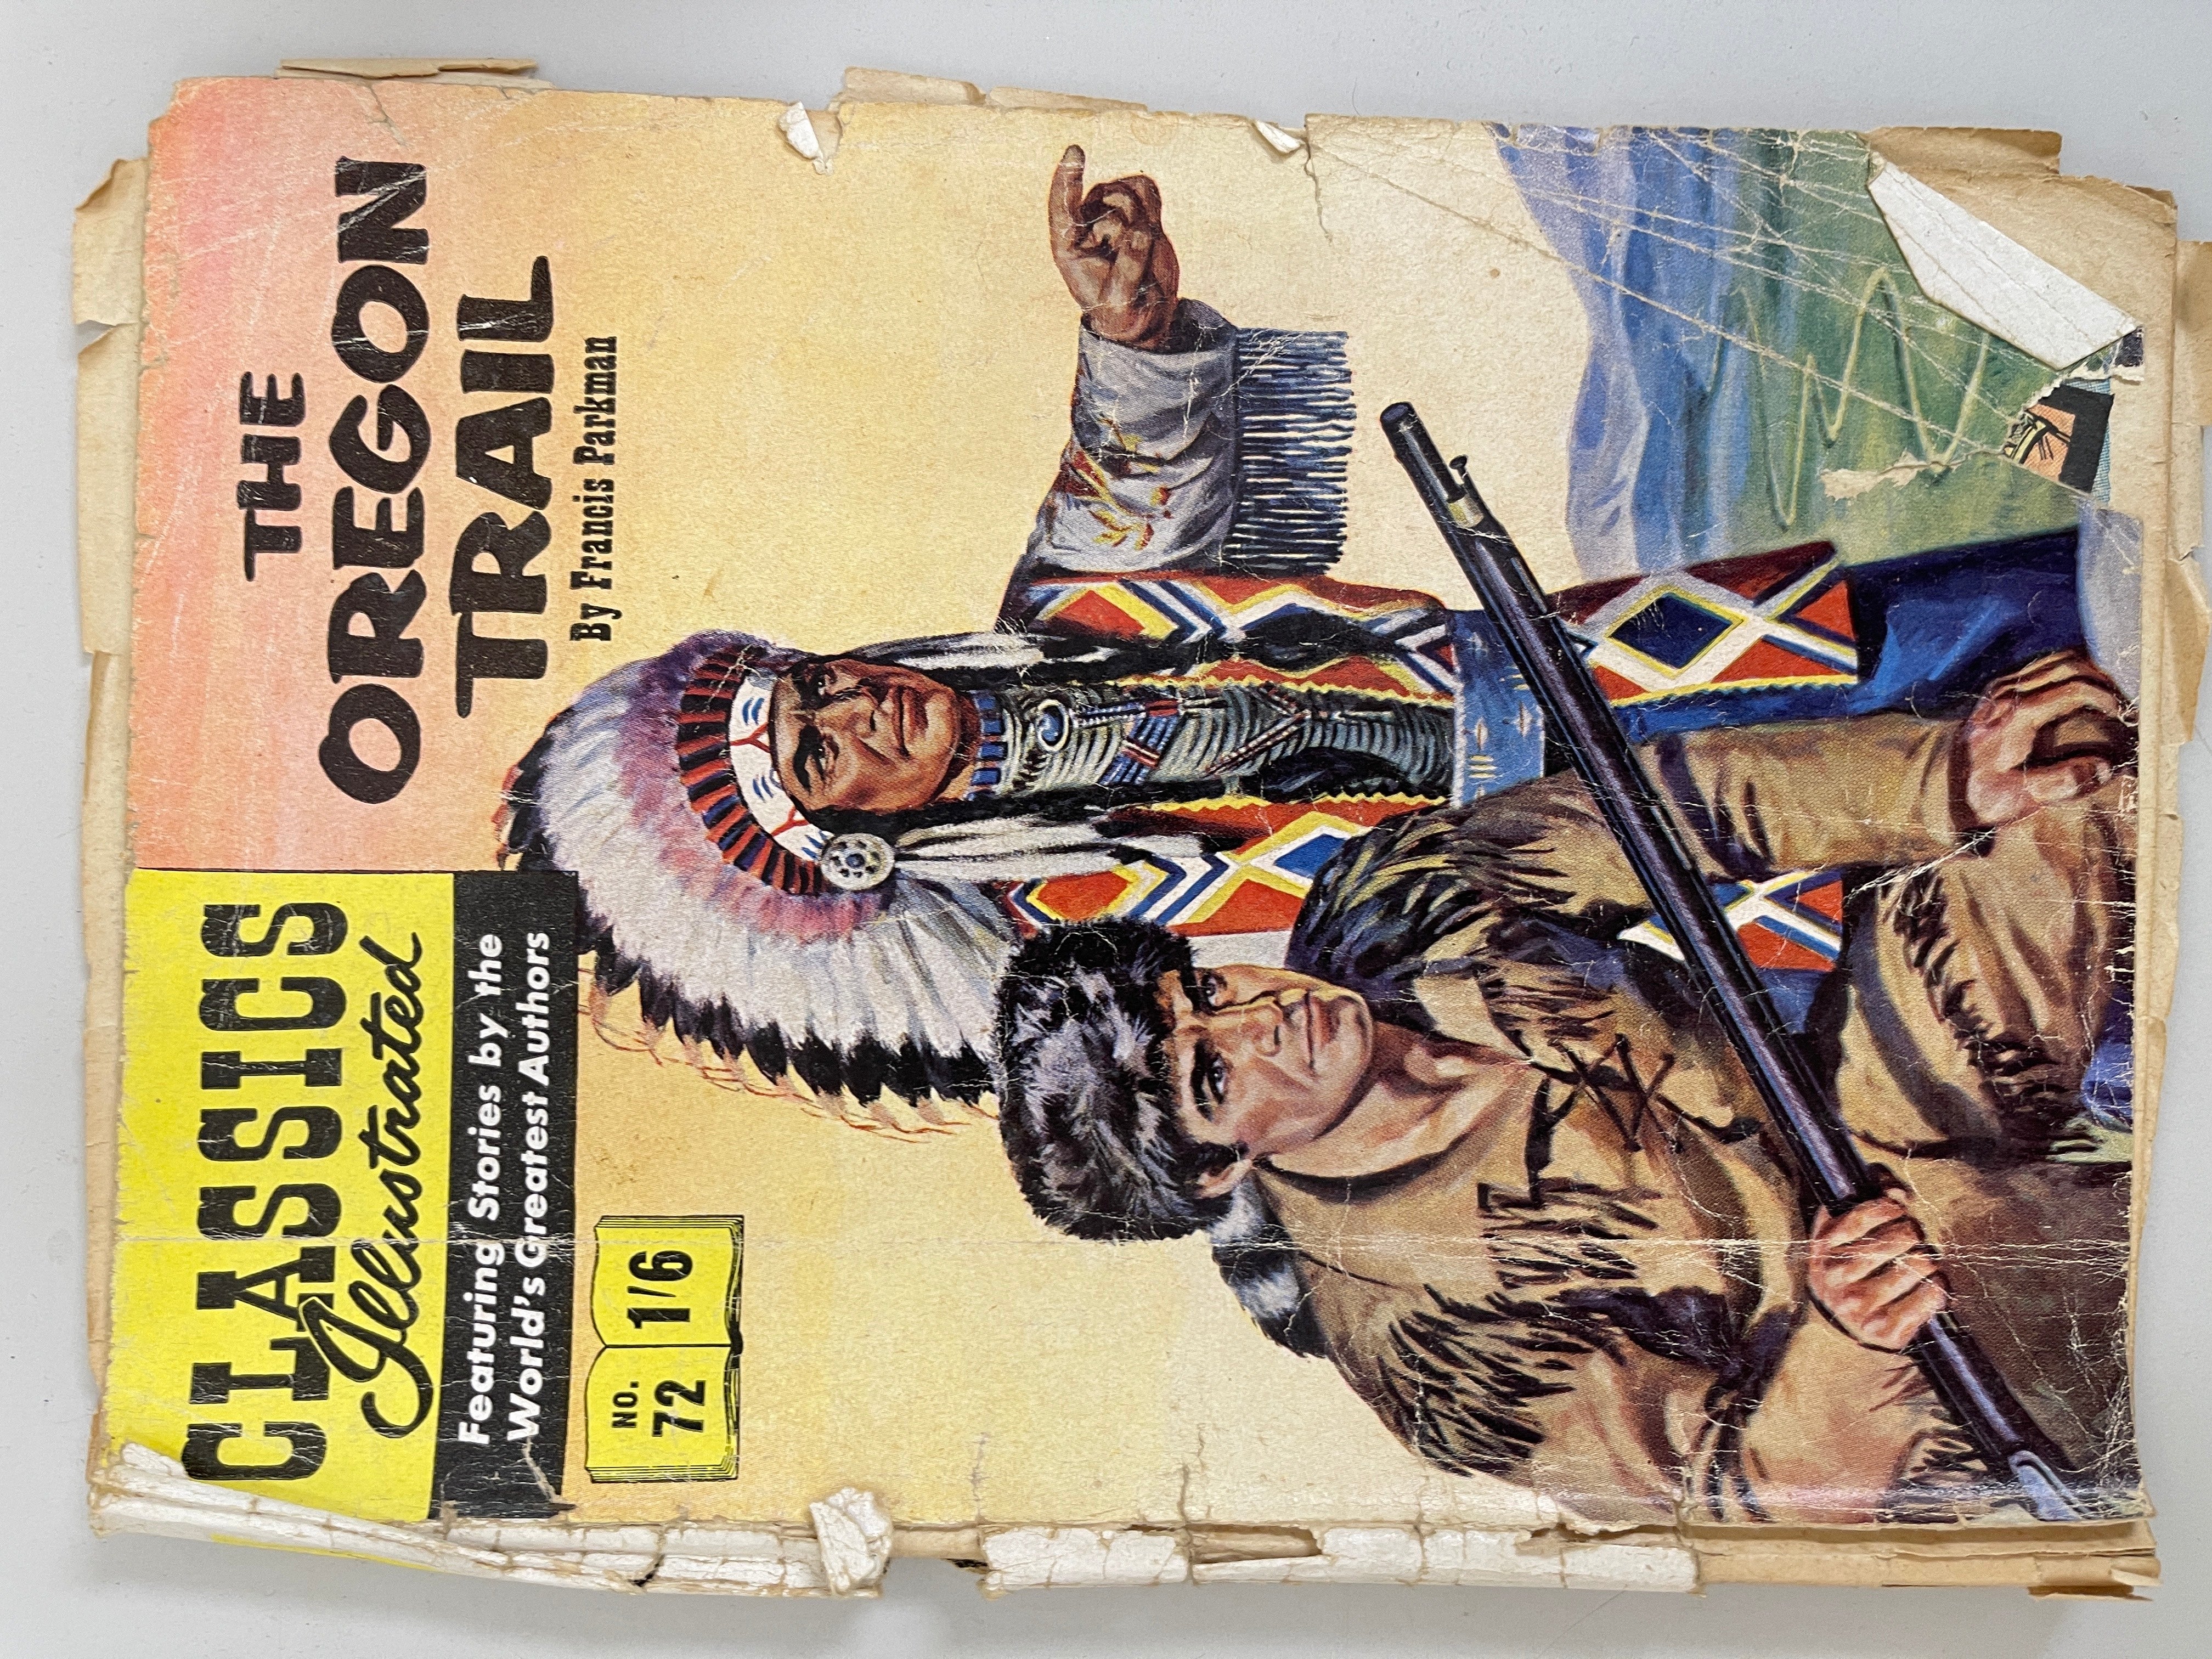 CLASSICS
Illustrated
Featuring Stories by the
World's Greatest Authors
NO.
72
1/6
THE
OREGON
TRAIL
By Francis Parkman